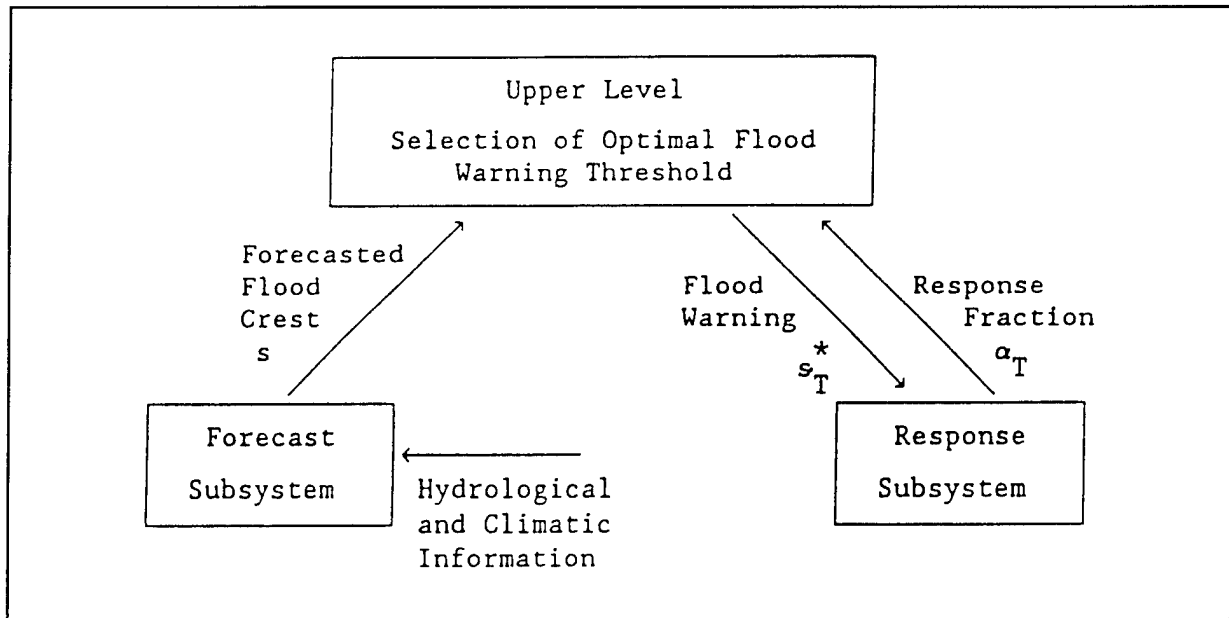 Upper Level
Selection of Optimal Flood
Warning Threshold
Forecasted
Flood
Crest
s
Flood
Warning
s*T
Response
Fraction
αT
Forecast
Subsystem
Hydrological
and Climatic
Information
Response
Subsystem